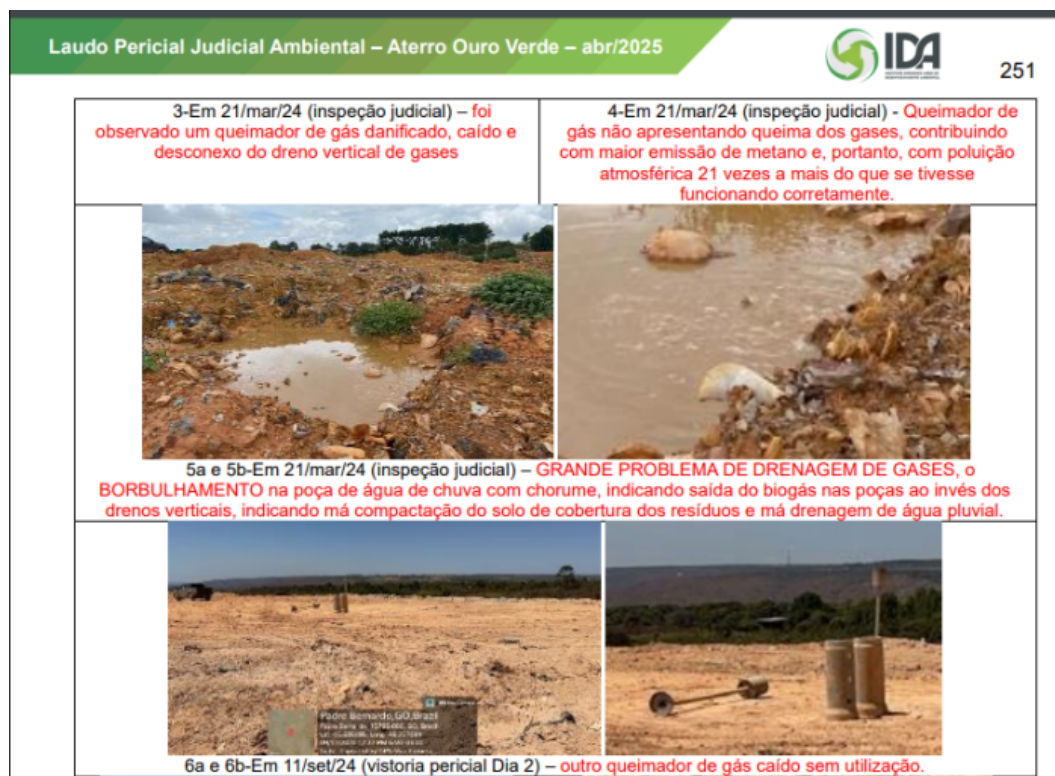 Laudo Pericial Judicial Ambiental – Aterro Ouro Verde – abr/2025
IDA
251
3-Em 21/mar/24 (inspeção judicial) – foi
observado um queimador de gás danificado, caído e
desconexo do dreno vertical de gases
4-Em 21/mar/24 (inspeção judicial) - Queimador de
gás não apresentando queima dos gases, contribuindo
com maior emissão de metano e, portanto, com poluição
atmosférica 21 vezes a mais do que se tivesse
funcionando corretamente.
5a e 5b-Em 21/mar/24 (inspeção judicial) – GRANDE PROBLEMA DE DRENAGEM DE GASES, o
BORBULHAMENTO na poça de água de chuva com chorume, indicando saída do biogás nas poças ao invés dos
drenos verticais, indicando má compactação do solo de cobertura dos resíduos e má drenagem de água pluvial.
Padre Bernardo, GO, Brazil
6a e 6b-Em 11/set/24 (vistoria pericial Dia 2) – outro queimador de gás caído sem utilização.